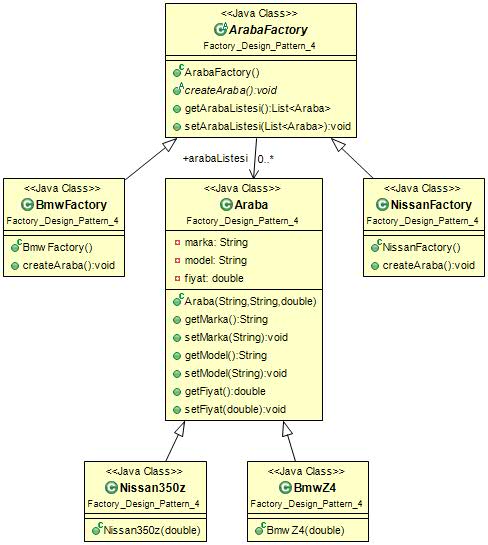 <<Java Class>>
ArabaFactory
Factory_Design_Pattern_4
ArabaFactory()
createAraba():void
getArabaListesi():List<Araba>
setArabaListesi(List<Araba>):void
+arabaListesi
0..*
<<Java Class>>
BmwFactory
Factory_Design_Pattern_4
BmwFactory()
createAraba():void
<<Java Class>>
Araba
Factory_Design_Pattern_4
marka: String
model: String
fiyat: double
Araba(String,String,double)
getMarka():String
setMarka(String):void
getModel():String
setModel(String):void
getFiyat():double
setFiyat(double):void
<<Java Class>>
NissanFactory
Factory_Design_Pattern_4
NissanFactory()
createAraba():void
<<Java Class>>
Nissan350z
Factory_Design_Pattern_4
Nissan350z(double)
<<Java Class>>
BmwZ4
Factory_Design_Pattern_4
BmwZ4(double)